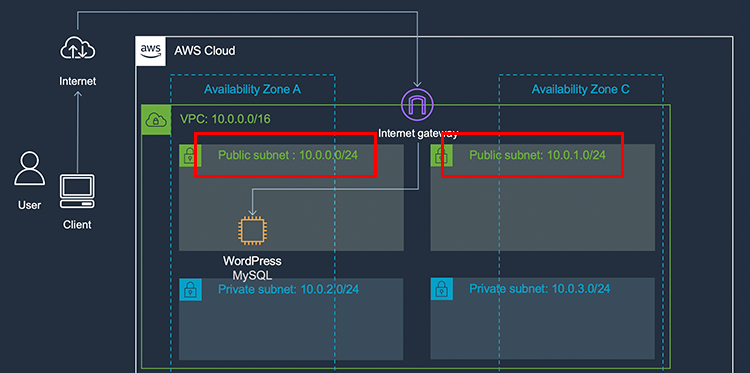 aws
AWS Cloud
Internet
Availability Zone A
Availability Zone C
VPC: 10.0.0.0/16
Internet gateway
Public subnet : 10.0.0.0/24
Public subnet: 10.0.1.0/24
User
Client
WordPress
MySQL
Private subnet: 10.0.2.0/24
Private subnet: 10.0.3.0/24